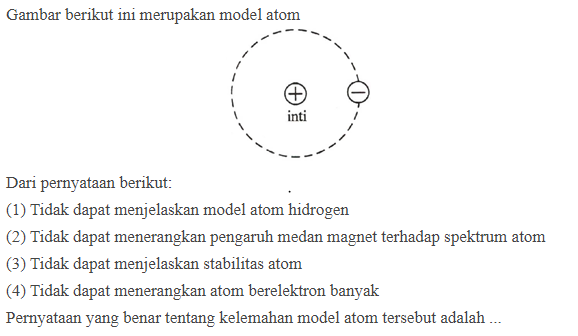 Gambar berikut ini merupakan model atom
+
−
inti
Dari pernyataan berikut:
(1) Tidak dapat menjelaskan model atom hidrogen
(2) Tidak dapat menerangkan pengaruh medan magnet terhadap spektrum atom
(3) Tidak dapat menjelaskan stabilitas atom
(4) Tidak dapat menerangkan atom berelektron banyak
Pernyataan yang benar tentang kelemahan model atom tersebut adalah ...